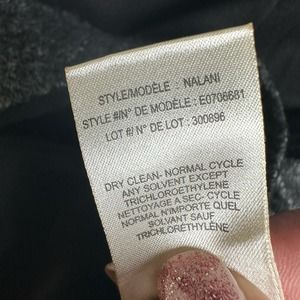 STYLE/MODÈLE : NALANI
STYLE #/N° DE MODÈLE : E0706681
LOT #/ N° DE LOT : 300896
DRY CLEAN- NORMAL CYCLE
ANY SOLVENT EXCEPT
TRICHLOROETHYLENE
NETTOYAGE A SEC- CYCLE
NORMAL N'IMPORTE QUEL
SOLVANT SAUF
TRICHLORÉTHYLÈNE